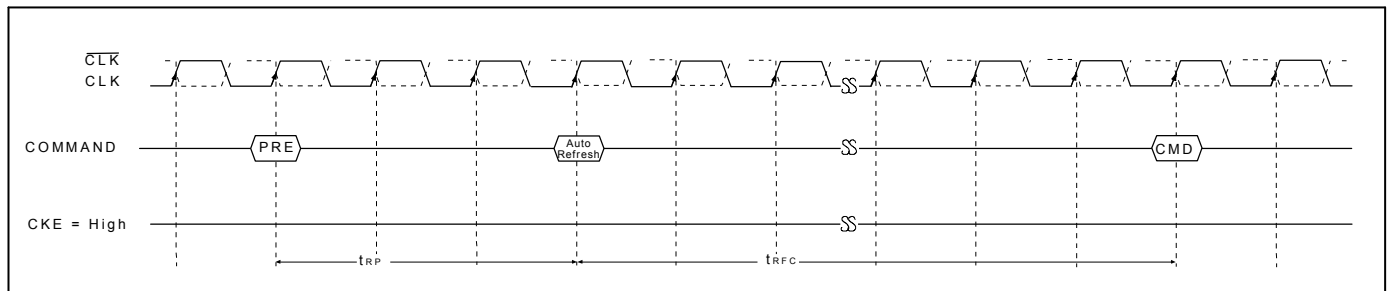 CLK
CLK
COMMAND
PRE
Auto
Refresh
CMD
CKE = High
tRP
tRFC